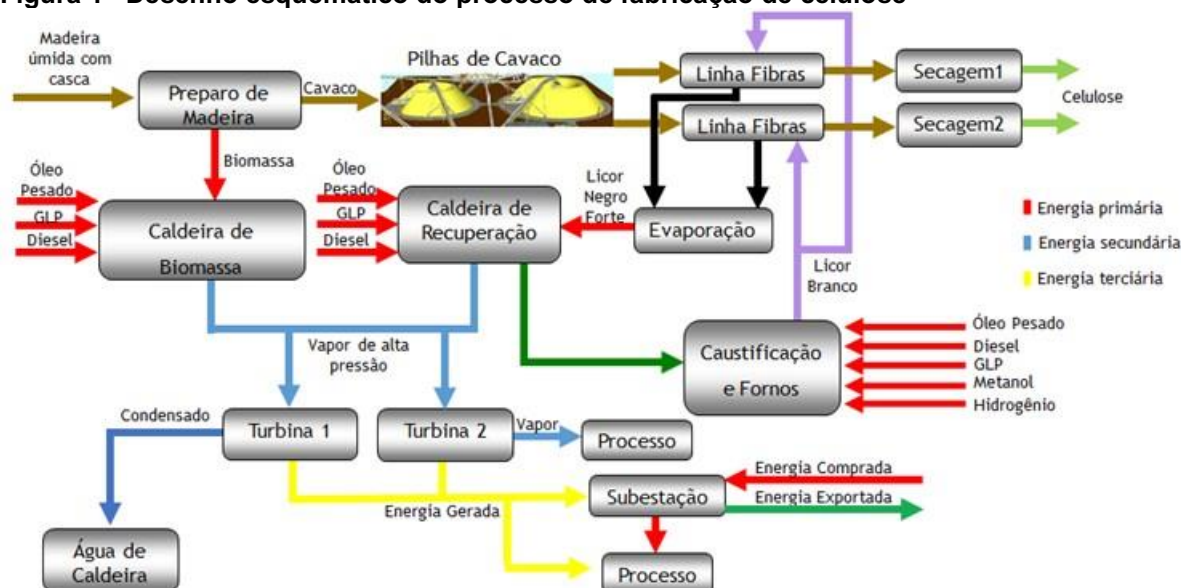 Figura 1 - Desenho esquemático do processo de fabricação de celulose
Madeira
úmida com
casca
Preparo de
Madeira
Cavaco
Pilhas de Cavaco
Linha Fibras
Secagem1
Linha Fibras
Secagem2
Celulose
Biomassa
Óleo
Pesado
GLP
Diesel
Caldeira de
Biomassa
Óleo
Pesado
GLP
Diesel
Caldeira de
Recuperação
Licor
Negro
Forte
Evaporação
Energia primária
Energia secundária
Energia terciária
Licor
Branco
Vapor de alta
pressão
Caustificação
e Fornos
Óleo Pesado
Diesel
GLP
Metanol
Hidrogênio
Condensado
Turbina 1
Turbina 2
Vapor
Processo
Energia Gerada
Subestação
Energia Comprada
Energia Exportada
Água de
Caldeira
Processo